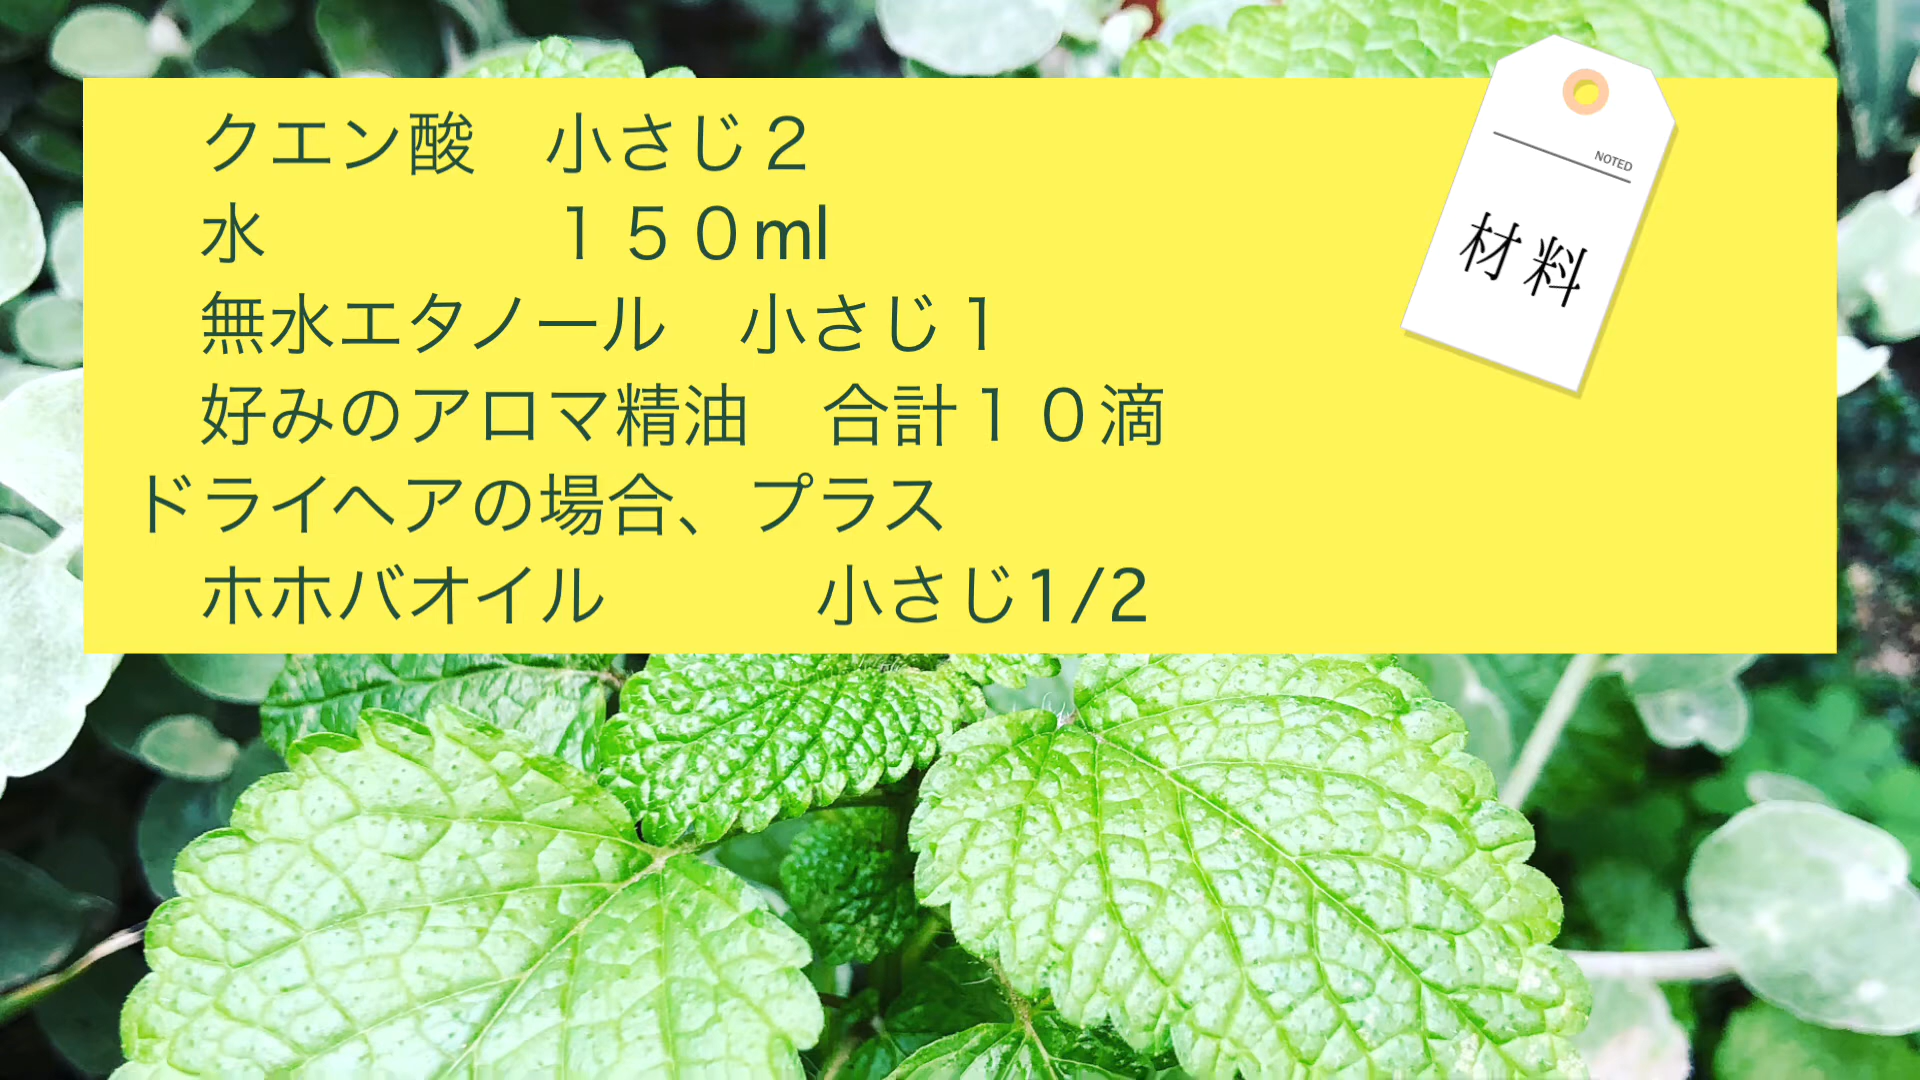 クエン酸　小さじ２
水　　　　１５０ml
無水エタノール　小さじ１
好みのアロマ精油　合計１０滴
ドライヘアの場合、プラス
ホホバオイル　　　小さじ1/2
NOTED
材料